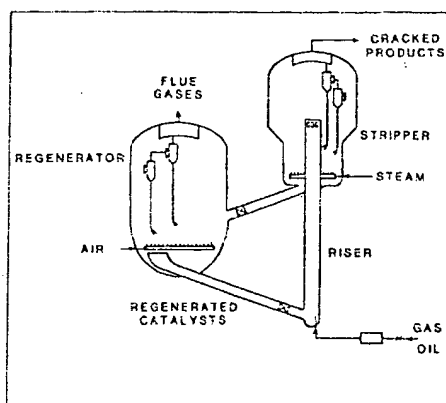 CRACKED
PRODUCTS
FLUE
GASES
REGENERATOR
STRIPPER
STEAM
AIR
RISER
REGENERATED
CATALYSTS
GAS
OIL